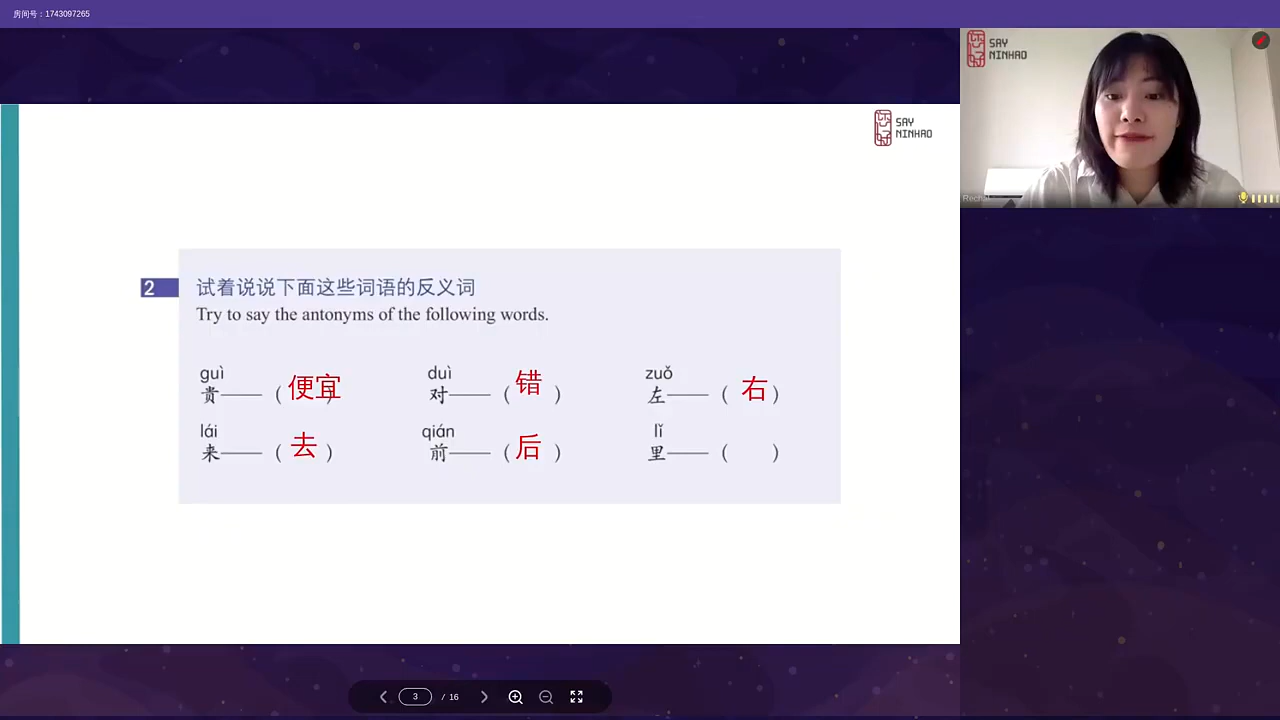 房间号：1743097265
SAY
NINHAO
SAY
NINHAO
2 试着说说下面这些词语的反义词
Try to say the antonyms of the following words.
guì duì zuǒ
贵——（便宜） 对——（错） 左——（右）
lái qián lǐ
来——（去） 前——（后） 里——（ ）
3 / 16